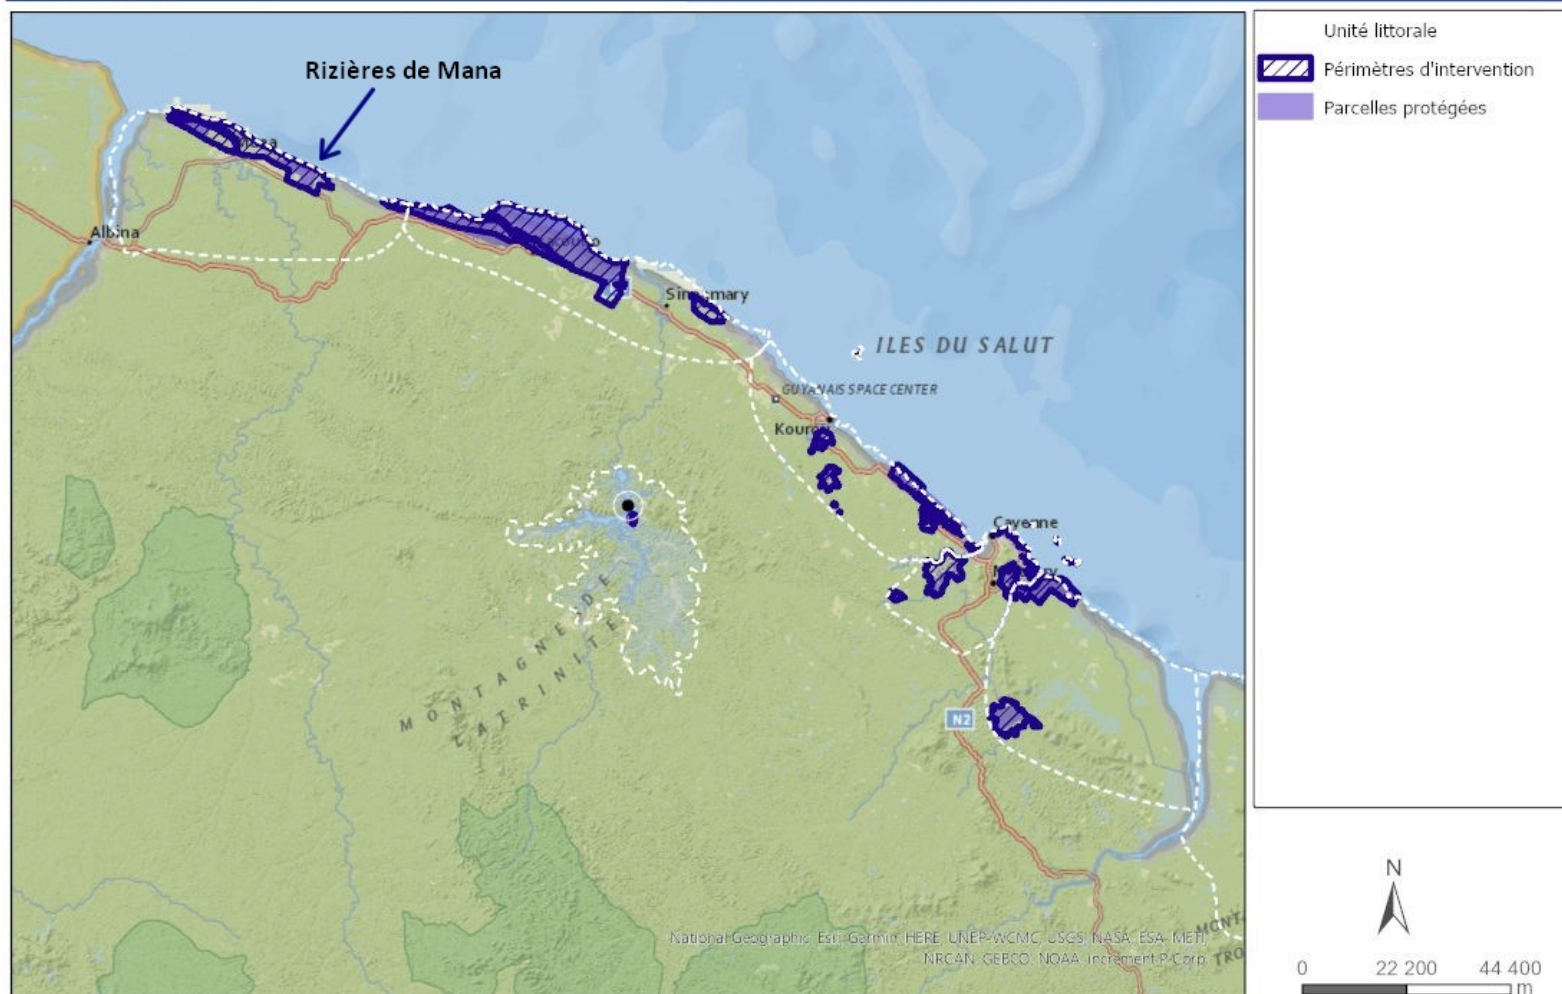 Rizières de Mana
Albina
ILES DU SALUT
GUYANAIS SPACE CENTER
Cayenne
MONTAGNE DE
LA TRINITE
N2
National Geographic, Esri, Garmin, HERE, UNEP-WCMC, USGS, NASA, ESA, METI,
NRCAN, GEBCO, NOAA, increment P Corp.
Unité littorale
Périmètres d'intervention
Parcelles protégées
N
0 22 200 44 400
m